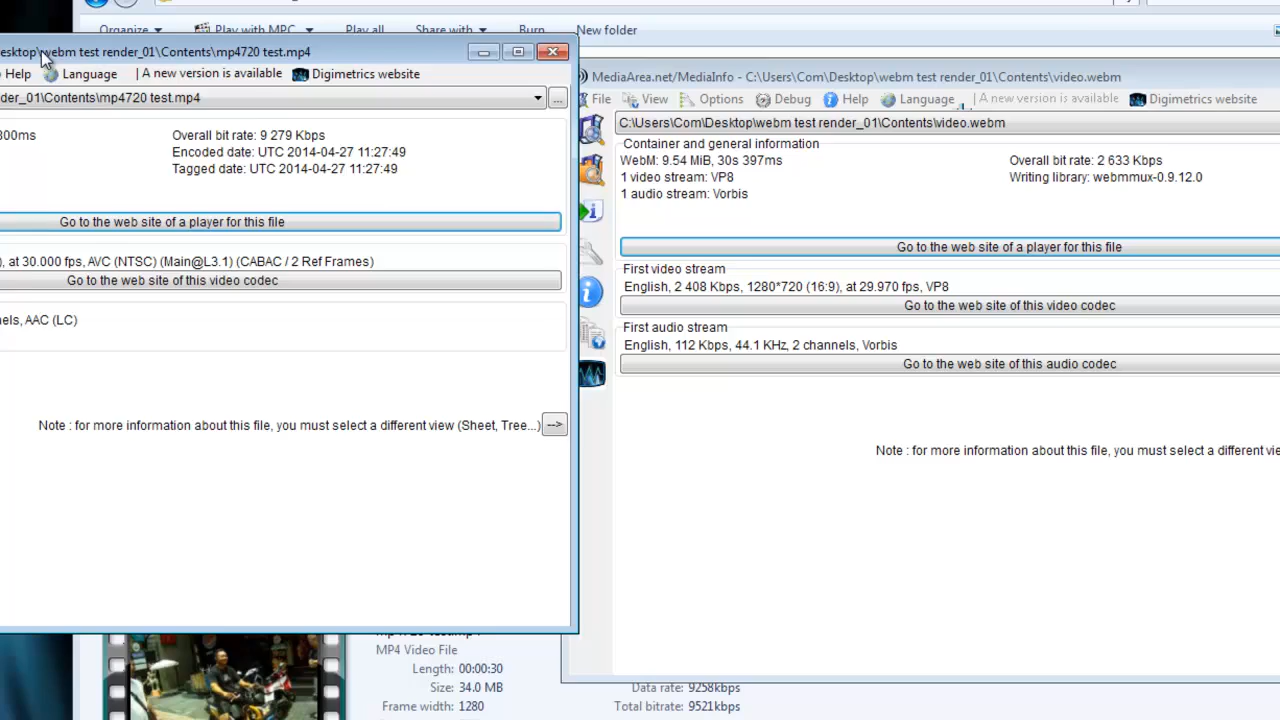 Organize
Play with MPC
Play all
Share with
Burn
New folder
esktop\webm test render_01\Contents\mp4720 test.mp4
Help
Language
| A new version is available
Digimetrics website
der_01\Contents\mp4720 test.mp4
...
300ms
Overall bit rate: 9 279 Kbps
Encoded date: UTC 2014-04-27 11:27:49
Tagged date: UTC 2014-04-27 11:27:49
Go to the web site of a player for this file
), at 30.000 fps, AVC (NTSC) (Main@L3.1) (CABAC / 2 Ref Frames)
Go to the web site of this video codec
nels, AAC (LC)
Note : for more information about this file, you must select a different view (Sheet, Tree...)
-->
MediaArea.net/MediaInfo - C:\Users\Com\Desktop\webm test render_01\Contents\video.webm
File
View
Options
Debug
Help
Language
| A new version is available
Digimetrics website
C:\Users\Com\Desktop\webm test render_01\Contents\video.webm
Container and general information
WebM: 9.54 MiB, 30s 397ms
1 video stream: VP8
1 audio stream: Vorbis
Overall bit rate: 2 633 Kbps
Writing library: webmmux-0.9.12.0
Go to the web site of a player for this file
First video stream
English, 2 408 Kbps, 1280*720 (16:9), at 29.970 fps, VP8
Go to the web site of this video codec
First audio stream
English, 112 Kbps, 44.1 KHz, 2 channels, Vorbis
Go to the web site of this audio codec
Note : for more information about this file, you must select a different vie
MP4 Video File
Length: 00:00:30
Size: 34.0 MB
Frame width: 1280
Data rate: 9258kbps
Total bitrate: 9521kbps